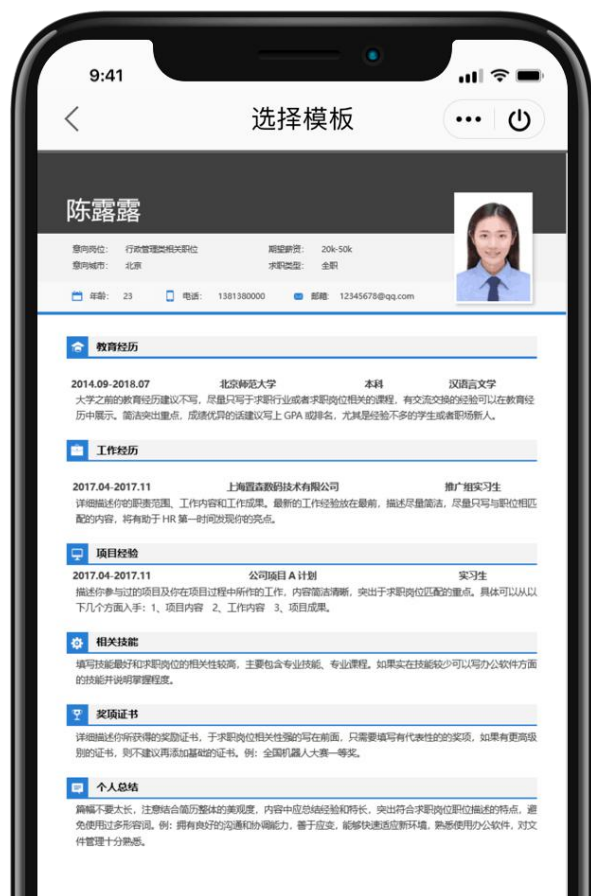 9:41
选择模板
陈露露
意向岗位： 行政管理类相关职位 期望薪资： 20k-50k
意向城市： 北京 求职类型： 全职
年龄： 23 电话： 1381380000 邮箱： 12345678@qq.com
教育经历
2014.09-2018.07 北京师范大学 本科 汉语言文学
大学之前的教育经历建议不写，尽量只写于求职行业或者求职岗位相关的课程，有交流交换的经验可以在教育经
历中展示。简洁突出重点，成绩优异的话建议写上 GPA 或排名，尤其是经验不多的学生或者职场新人。
工作经历
2017.04-2017.11 上海置森数码技术有限公司 推广组实习生
详细描述你的职责范围、工作内容和工作成果。最新的工作经验放在最前，描述尽量简洁，尽量只写与职位相匹
配的内容，将有助于 HR 第一时间发现你的亮点。
项目经验
2017.04-2017.11 公司项目 A 计划 实习生
描述你参与过的项目及你在项目过程中所作的工作，内容简洁清晰，突出于求职岗位匹配的重点。具体可以从以
下几个方面入手：1、项目内容 2、工作内容 3、项目成果。
相关技能
填写技能最好和求职岗位的相关性较高，主要包含专业技能、专业课程。如果实在技能较少可以写办公软件方面
的技能并说明掌握程度。
奖项证书
详细描述你所获得的奖励证书，于求职岗位相关性强的写在前面，只需要填写有代表性的的奖项，如果有更高级
别的证书，则不建议再添加基础的证书。例：全国机器人大赛一等奖。
个人总结
篇幅不要太长，注意结合简历整体的美观度，内容中应总结经验和特长，突出符合求职岗位职位描述的特点，避
免使用过多形容词。例：拥有良好的沟通和协调能力，善于应变，能够快速适应新环境，熟悉使用办公软件，对文
件管理十分熟悉。